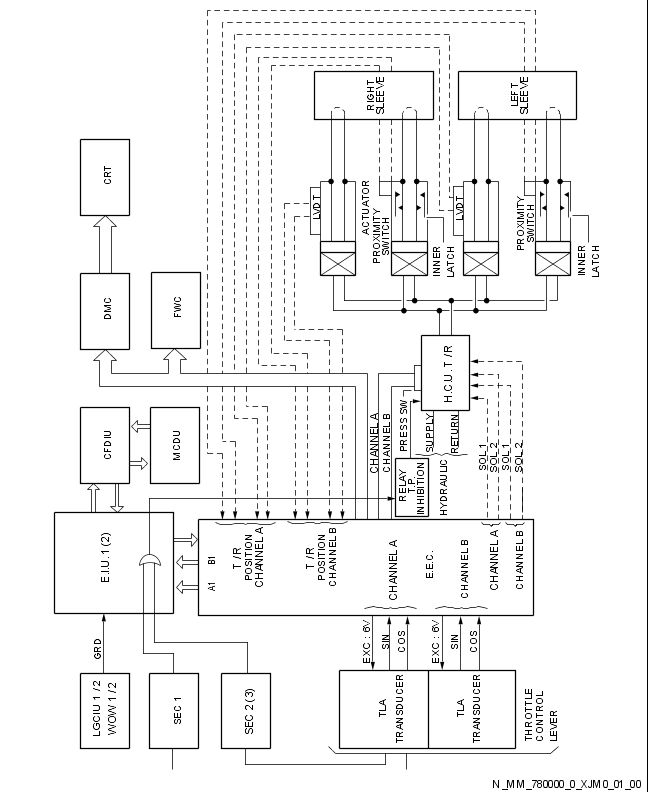 RIGHT
SLEEVE
LEFT
SLEEVE
CRT
LVDT
ACTUATOR
PROXIMITY
SWITCH
INNER
LATCH
LVDT
PROXIMITY
SWITCH
INNER
LATCH
DMC
FWC
H.C.U. T/R
CFDIU
MCDU
CHANNEL A
CHANNEL B
PRESS SW
SUPPLY
RETURN
HYDRAULIC
RELAY
T.P.
INHIBITION
SOL 1
SOL 2
SOL 1
SOL 2
E.I.U. 1 (2)
A1
B1
T/R
POSITION
CHANNEL A
T/R
POSITION
CHANNEL B
CHANNEL A
E.E.C.
CHANNEL B
CHANNEL A
CHANNEL B
GRD
EXC : 6V
SIN
COS
EXC : 6V
SIN
COS
LGCIU 1 / 2
WOW 1 / 2
SEC 1
SEC 2 (3)
TLA
TRANSDUCER
TLA
TRANSDUCER
THROTTLE
CONTROL
LEVER
N_MM_780000_0_XJM0_01_00